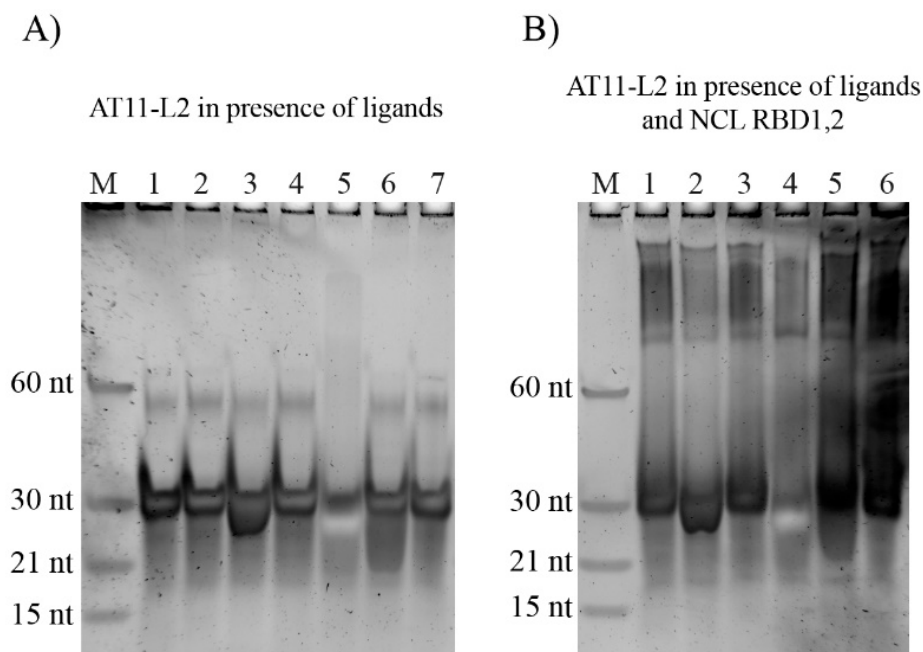 A)
AT11-L2 in presence of ligands
M 1 2 3 4 5 6 7
60 nt
30 nt
21 nt
15 nt
B)
AT11-L2 in presence of ligands
and NCL RBD1,2
M 1 2 3 4 5 6
60 nt
30 nt
21 nt
15 nt